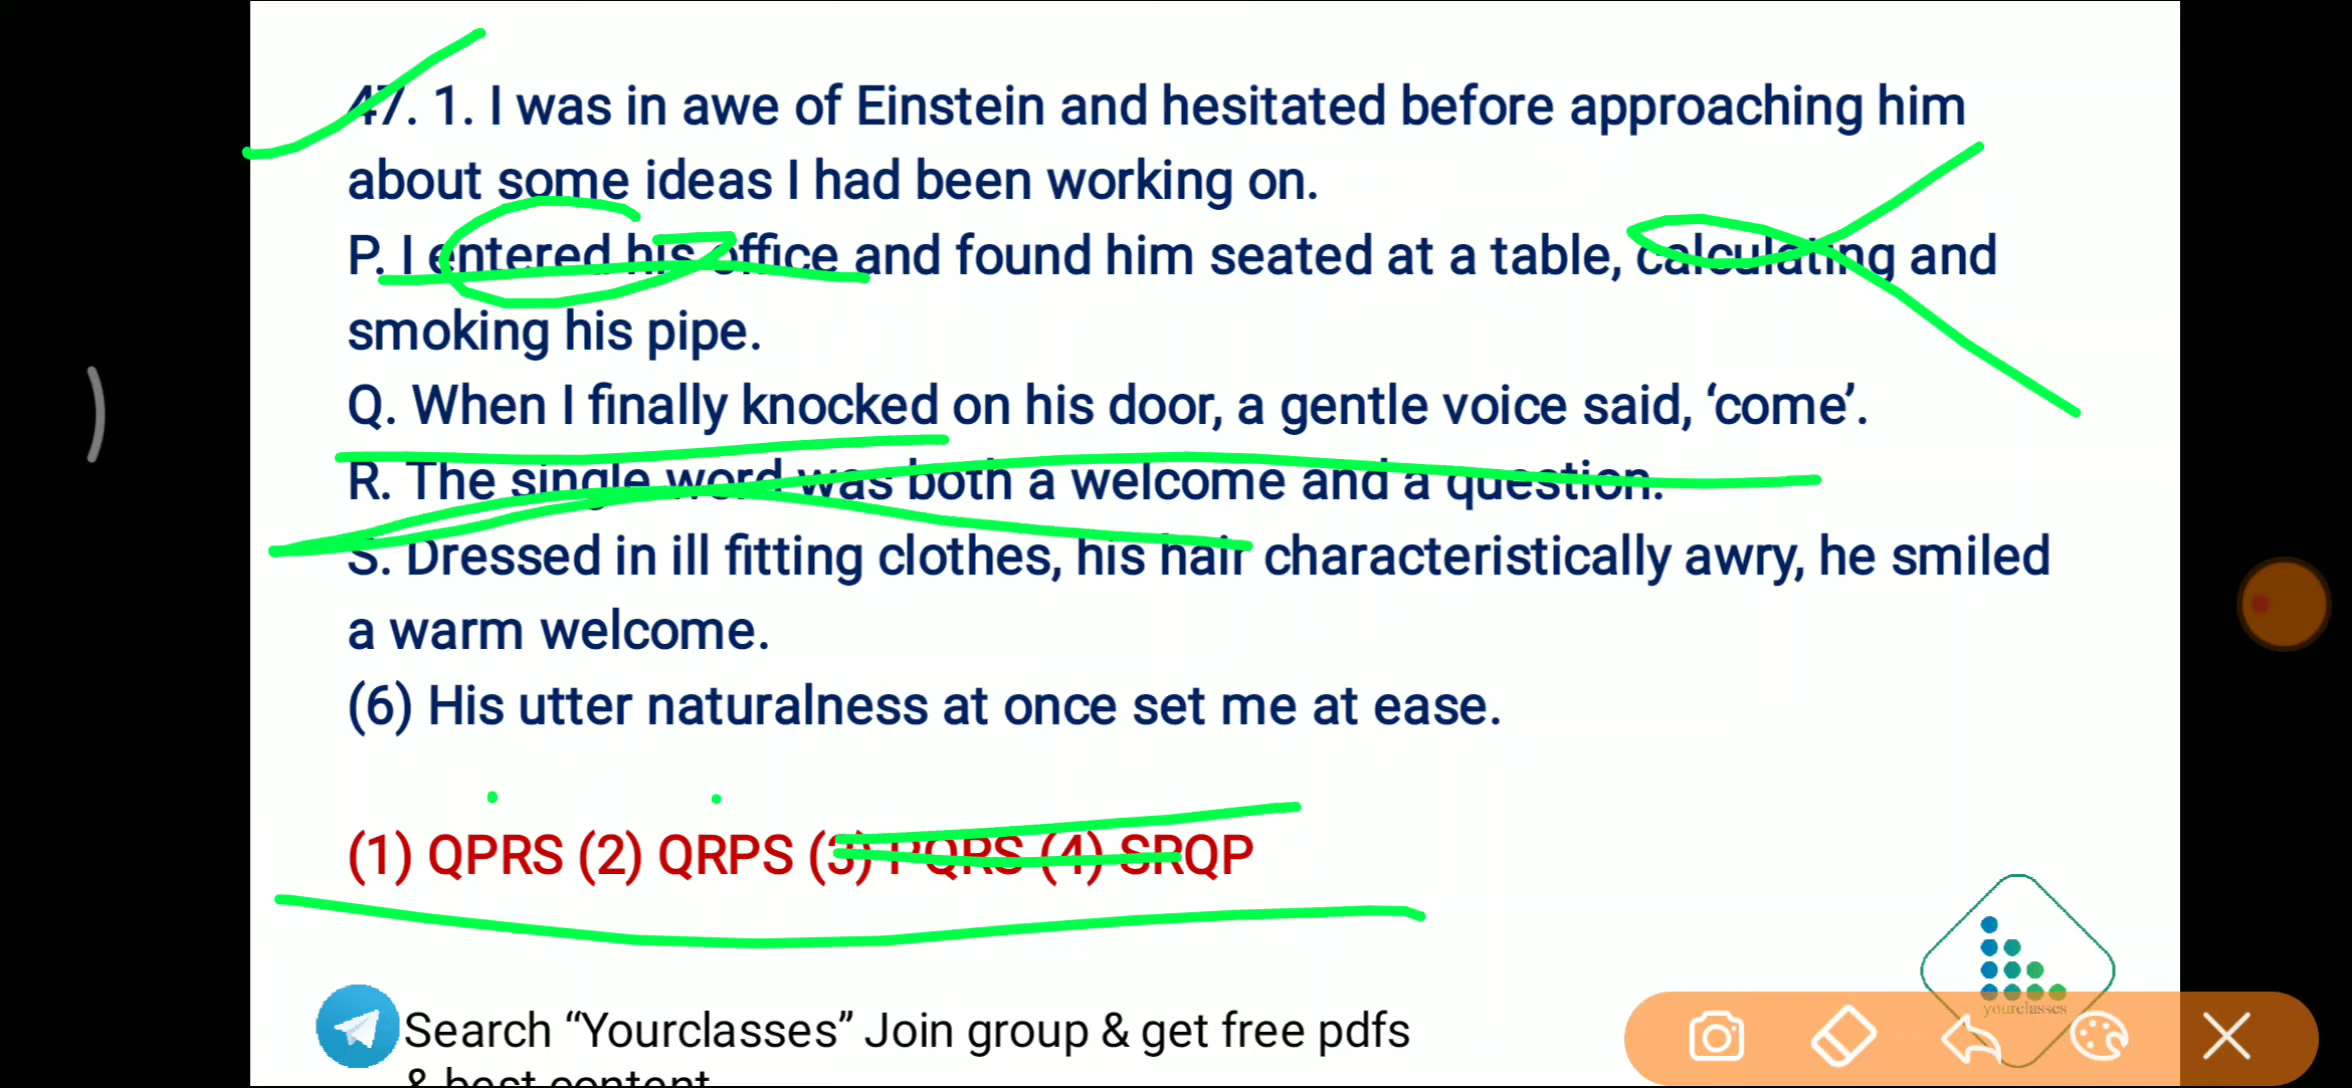 47. 1. I was in awe of Einstein and hesitated before approaching him
about some ideas I had been working on.
P. I entered his office and found him seated at a table, calculating and
smoking his pipe.
Q. When I finally knocked on his door, a gentle voice said, ‘come’.
R. The single word was both a welcome and a question.
S. Dressed in ill fitting clothes, his hair characteristically awry, he smiled
a warm welcome.
(6) His utter naturalness at once set me at ease.
(1) QPRS (2) QRPS (3) PQRS (4) SRQP
yourclasses
Search “Yourclasses” Join group & get free pdfs
& best content